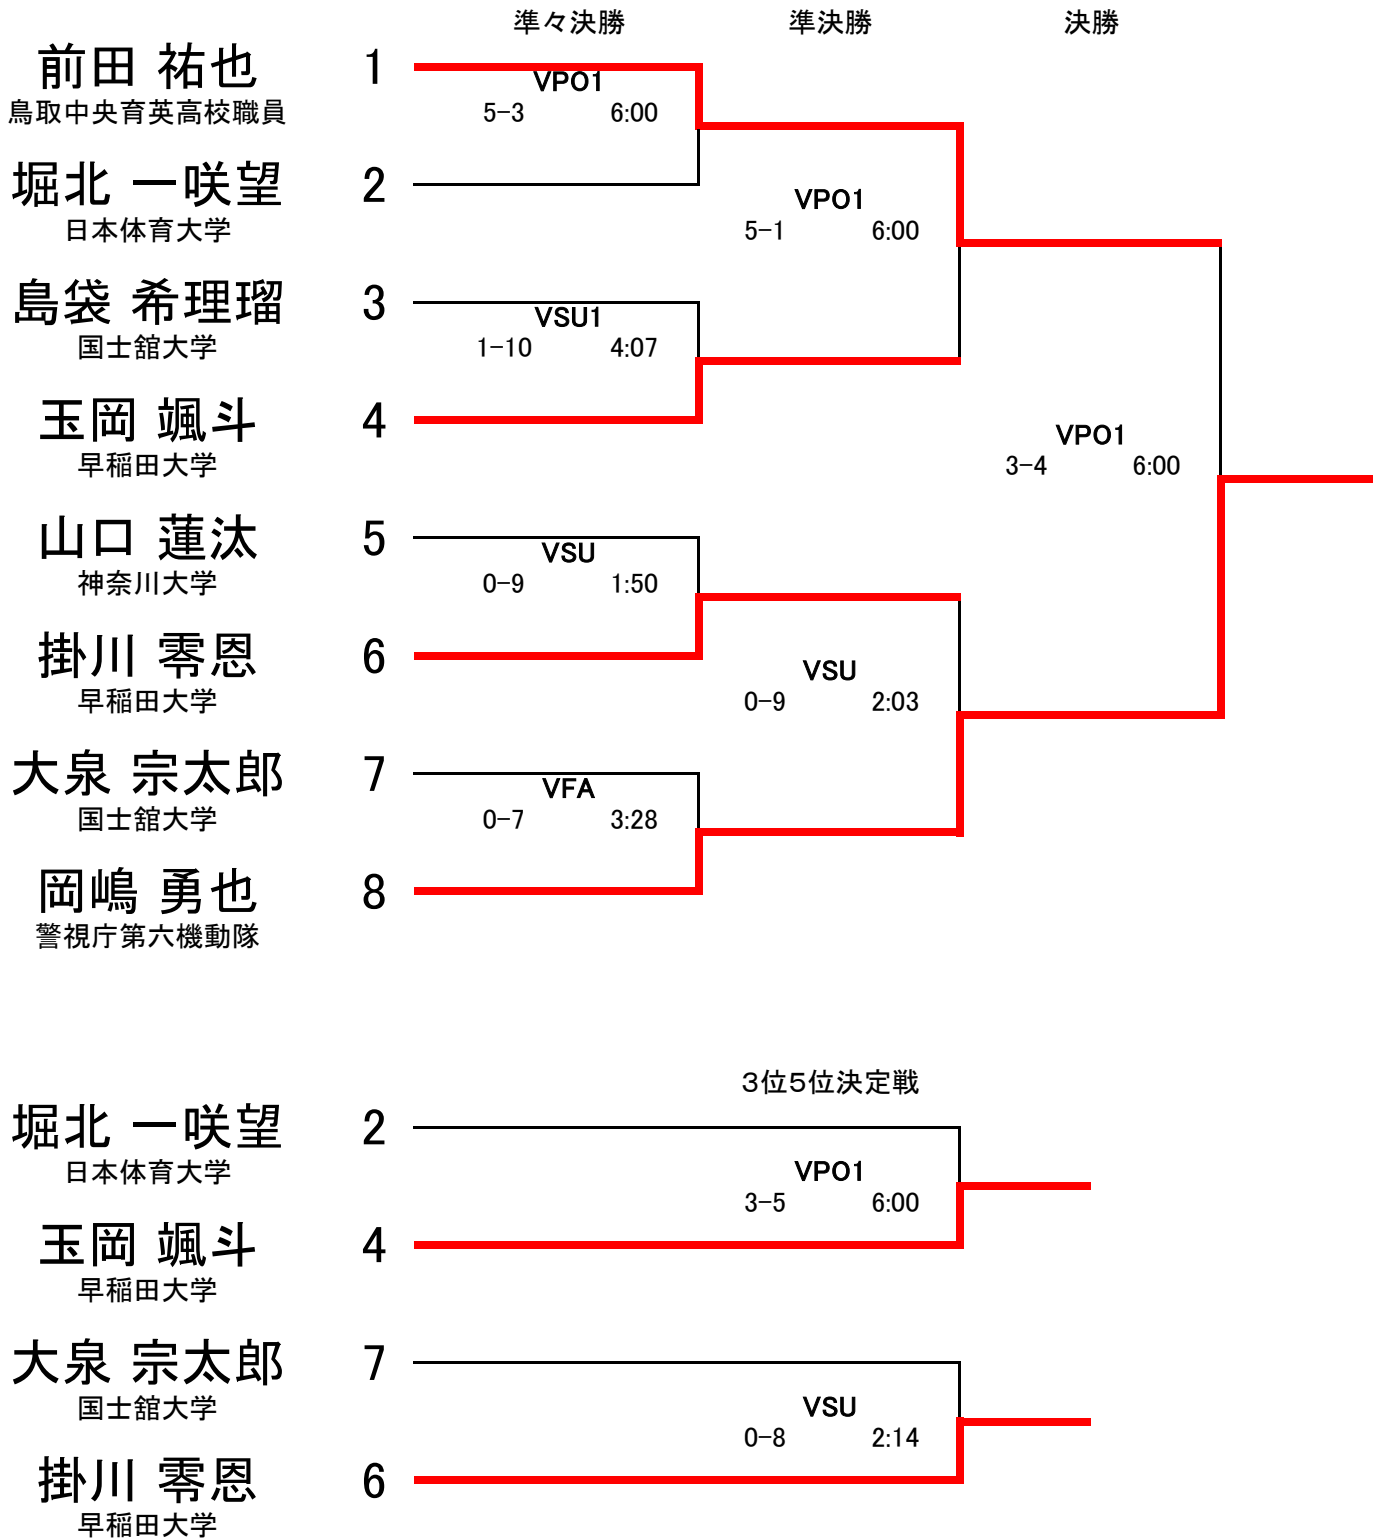 準々決勝 準決勝 決勝
前田 祐也 1
鳥取中央育英高校職員
VPO1
5-3 6:00
堀北 一咲望 2
日本体育大学
VPO1
5-1 6:00
島袋 希理瑠 3
国士舘大学
VSU1
1-10 4:07
玉岡 颯斗 4
早稲田大学
VPO1
3-4 6:00
山口 蓮汰 5
神奈川大学
VSU
0-9 1:50
掛川 零恩 6
早稲田大学
VSU
0-9 2:03
大泉 宗太郎 7
国士舘大学
VFA
0-7 3:28
岡嶋 勇也 8
警視庁第六機動隊
３位５位決定戦
堀北 一咲望 2
日本体育大学
VPO1
3-5 6:00
玉岡 颯斗 4
早稲田大学
大泉 宗太郎 7
国士舘大学
VSU
0-8 2:14
掛川 零恩 6
早稲田大学